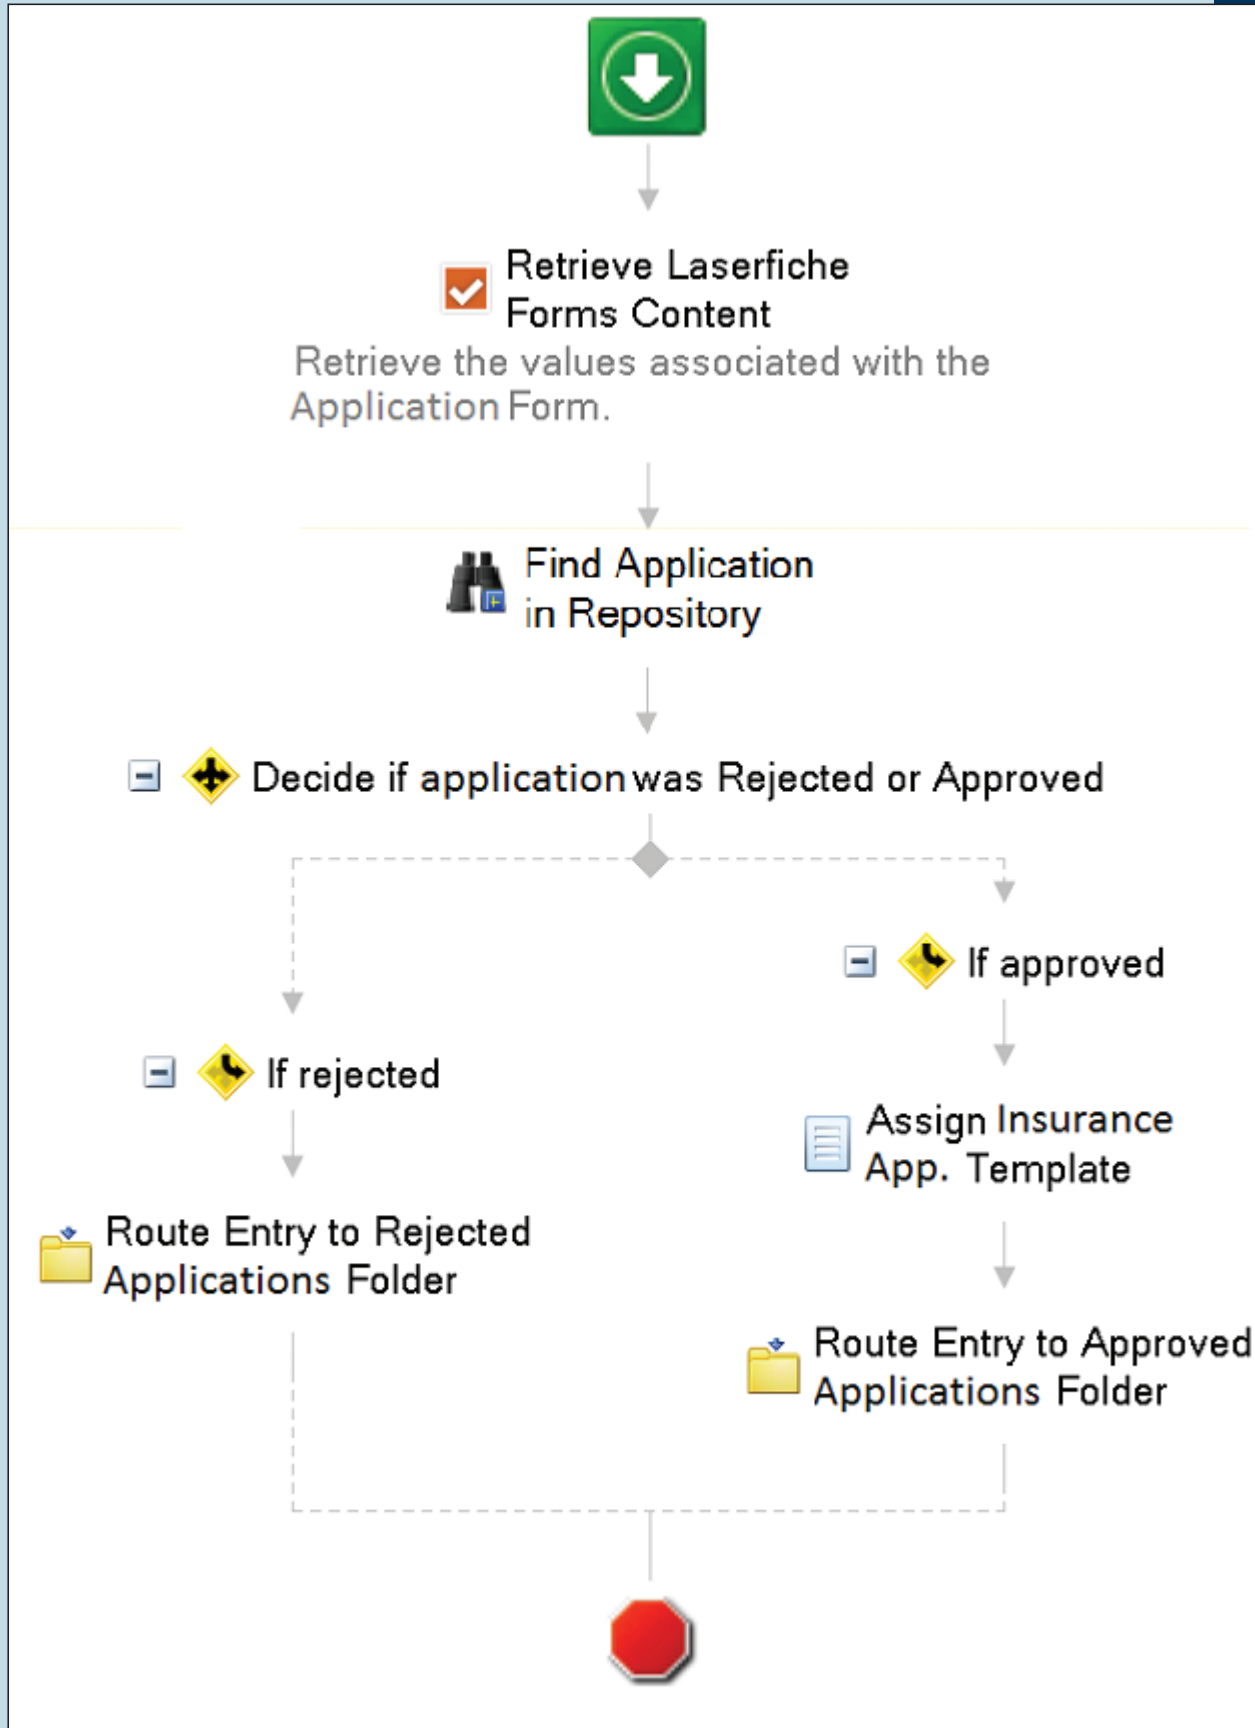 Retrieve Laserfiche
Forms Content
Retrieve the values associated with the
Application Form.
Find Application
in Repository
Decide if application was Rejected or Approved
If approved
If rejected
Assign Insurance
App. Template
Route Entry to Rejected
Applications Folder
Route Entry to Approved
Applications Folder